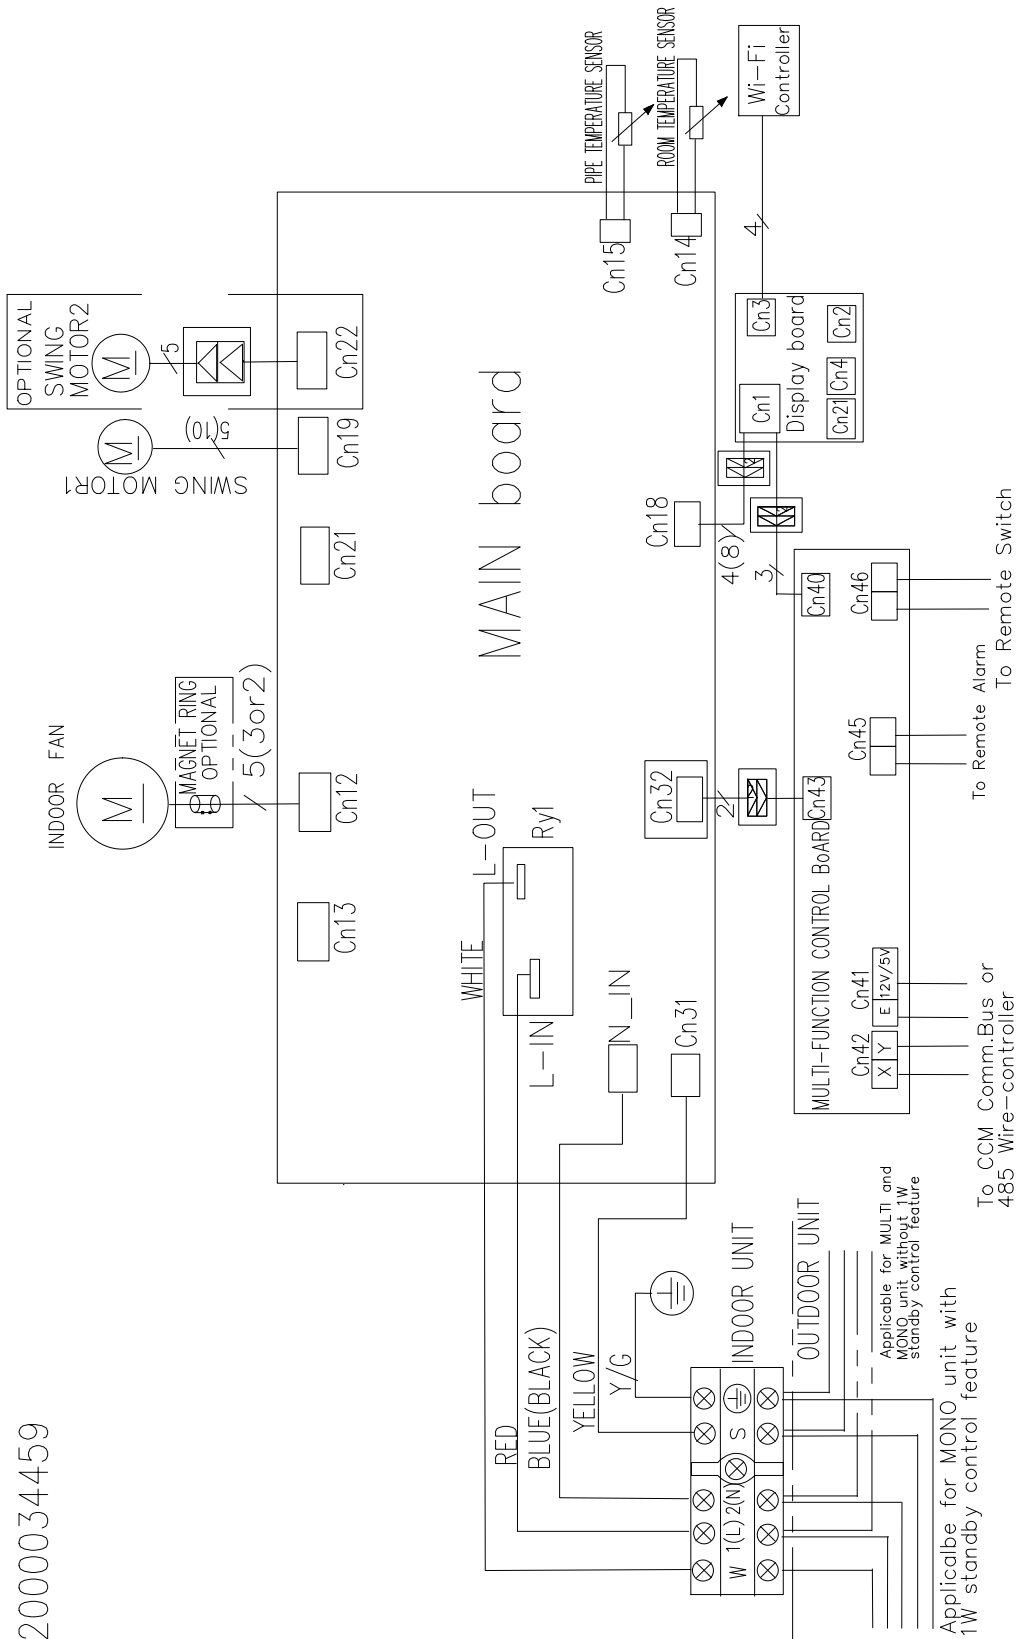 2000034459
INDOOR FAN
M
MAGNET RING
OPTIONAL
5(3or2)
Cn12
Cn13
SWING MOTOR1
M
5(10)
Cn19
Cn21
OPTIONAL
SWING
MOTOR2
M
5
Cn22
MAIN board
PIPE TEMPERATURE SENSOR
Cn15
ROOM TEMPERATURE SENSOR
Cn14
Wi-Fi
Controller
4
Cn3
Cn1
Display board
Cn21
Cn4
Cn2
Cn18
4(8)
3
WHITE
L-OUT
Ry1
L-IN
N_IN
Cn31
Cn32
2
RED
BLUE(BLACK)
YELLOW
Y/G
INDOOR UNIT
W 1(L) 2(N) S
OUTDOOR UNIT
Applicable for MULTI and
MONO unit without 1W
standby control feature
Applicalbe for MONO unit with
1W standby control feature
MULTI-FUNCTION CONTROL BoARD
Cn43
Cn40
Cn42
X Y
Cn41
E 12V/5V
Cn45
Cn46
To CCM Comm.Bus or
485 Wire-controller
To Remote Alarm
To Remote Switch